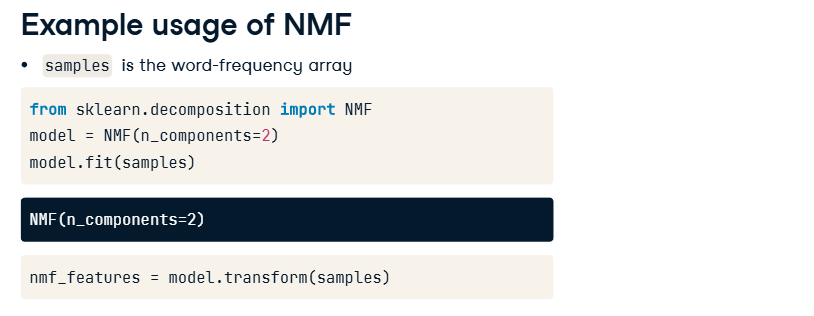 Example usage of NMF
• samples is the word-frequency array
from sklearn.decomposition import NMF
model = NMF(n_components=2)
model.fit(samples)
NMF(n_components=2)
nmf_features = model.transform(samples)